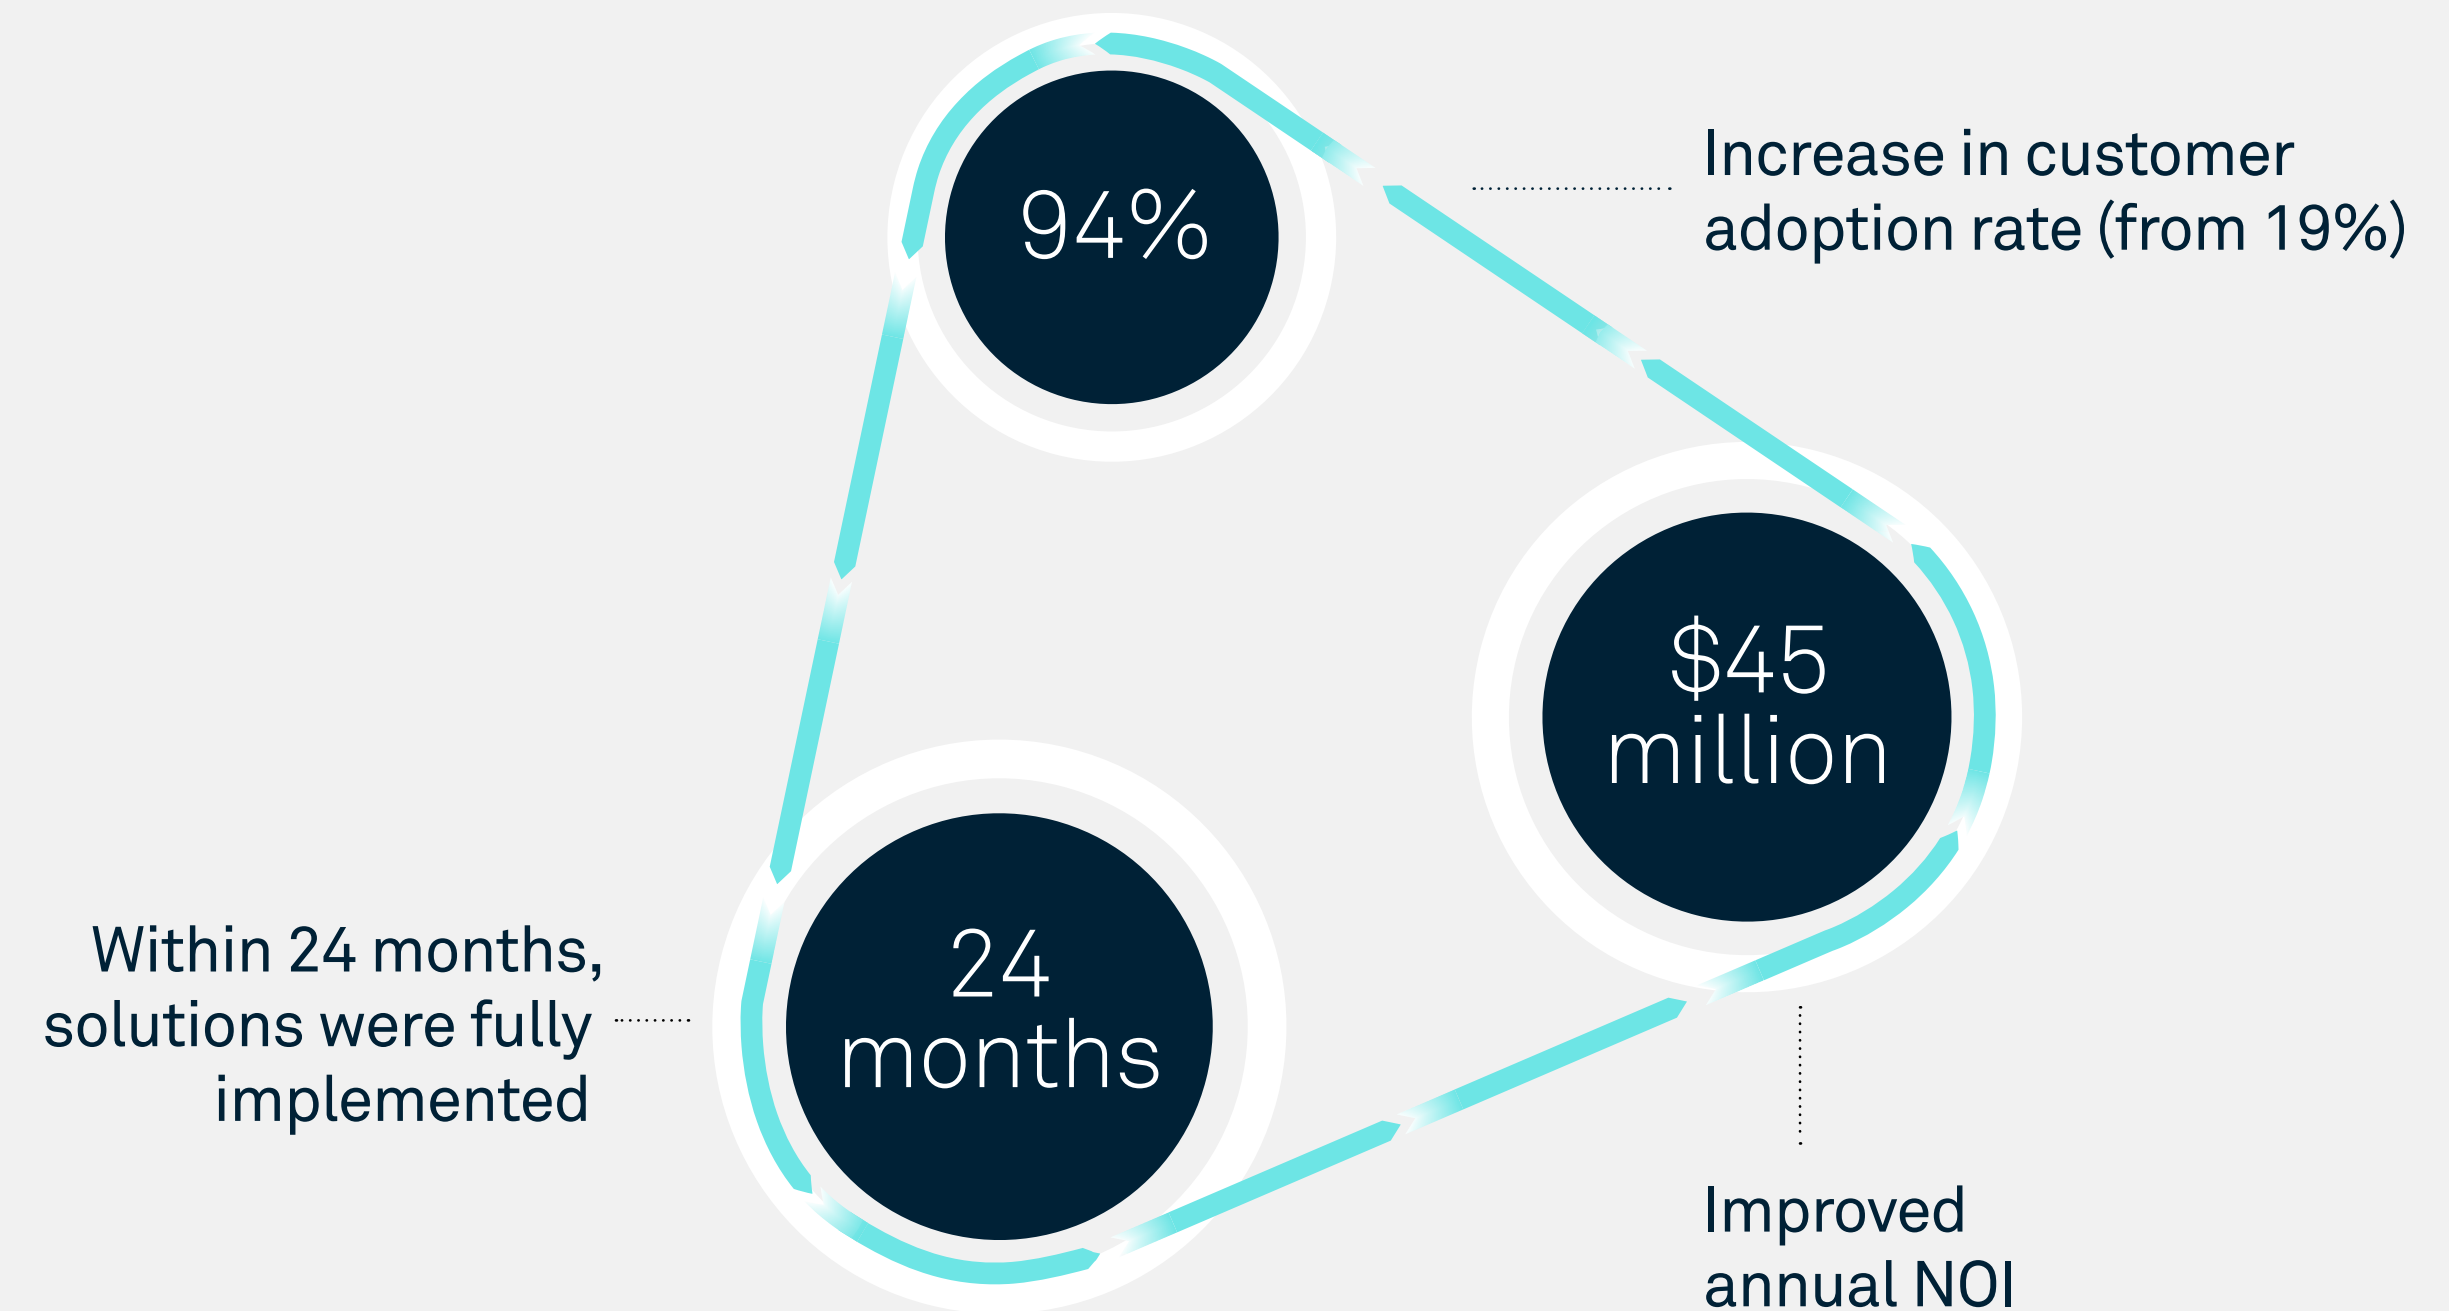 94%
Increase in customer
adoption rate (from 19%)
$45
million
Improved
annual NOI
24
months
Within 24 months,
solutions were fully
implemented